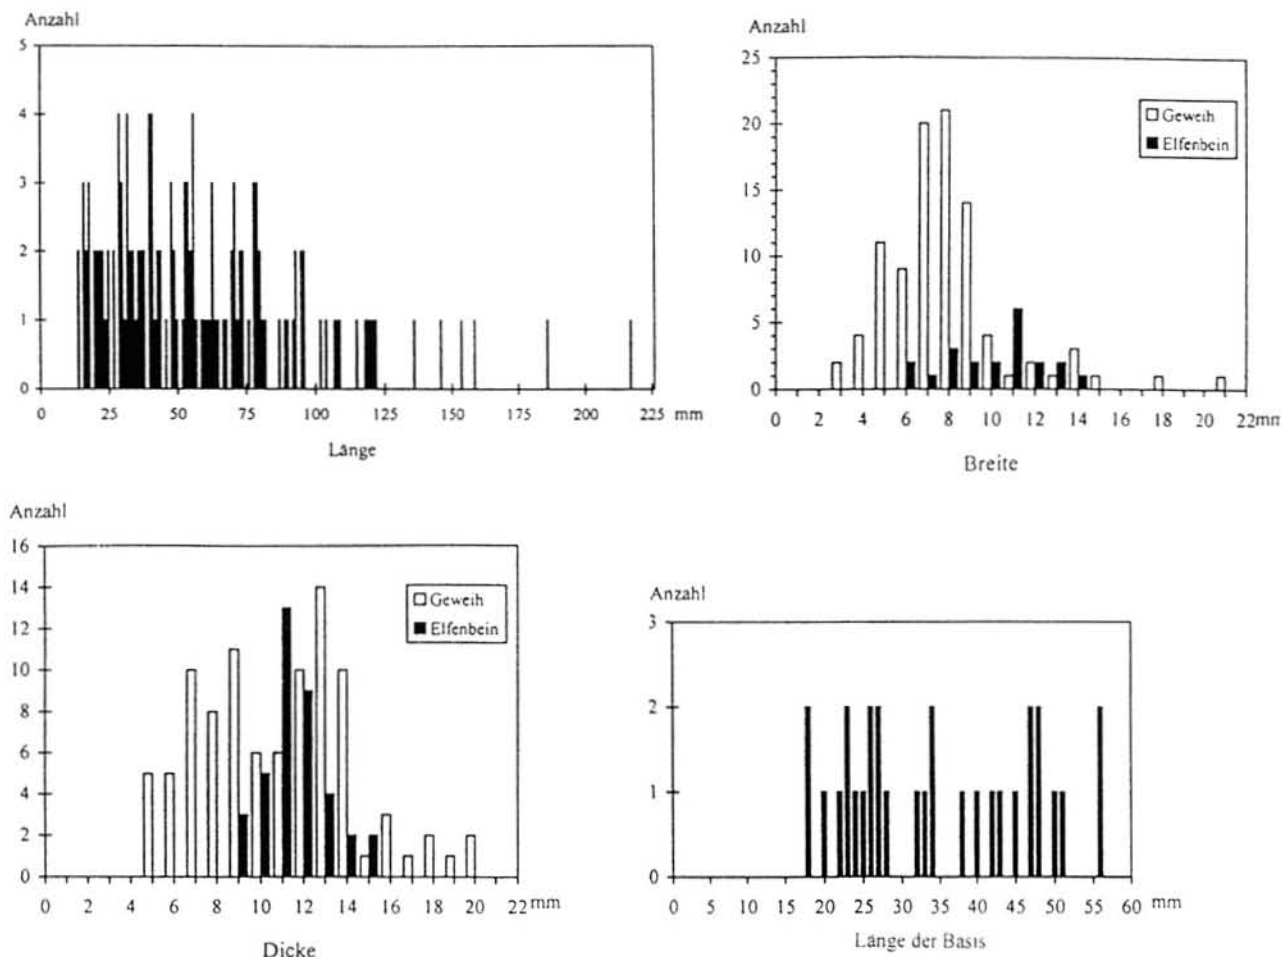 Anzahl
5
4
3
2
1
0
0 25 50 75 100 125 150 175 200 225 mm
Länge
Anzahl
25
20
15
10
5
0
Geweih
Elfenbein
0 2 4 6 8 10 12 14 16 18 20 22mm
Breite
Anzahl
16
14
12
10
8
6
4
2
0
Geweih
Elfenbein
0 2 4 6 8 10 12 14 16 18 20 22 mm
Dicke
Anzahl
3
2
1
0
0 5 10 15 20 25 30 35 40 45 50 55 60 mm
Länge der Basis